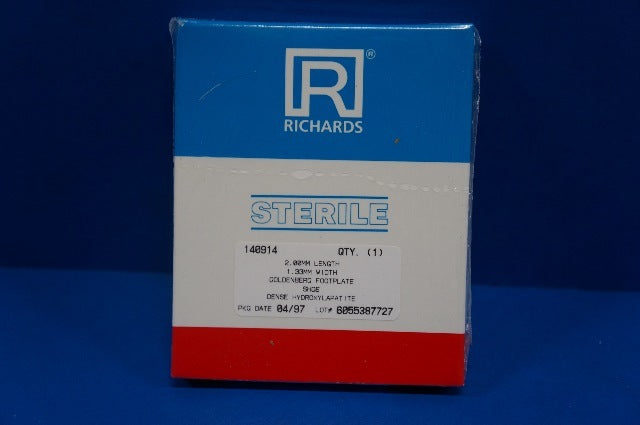 R®
RICHARDS
STERILE
140914 QTY. (1)
2.00MM LENGTH
1.33MM WIDTH
GOLDENBERG FOOTPLATE
SHOE
DENSE HYDROXYLAPATITE
PKG DATE 04/97 LOT# 6055387727